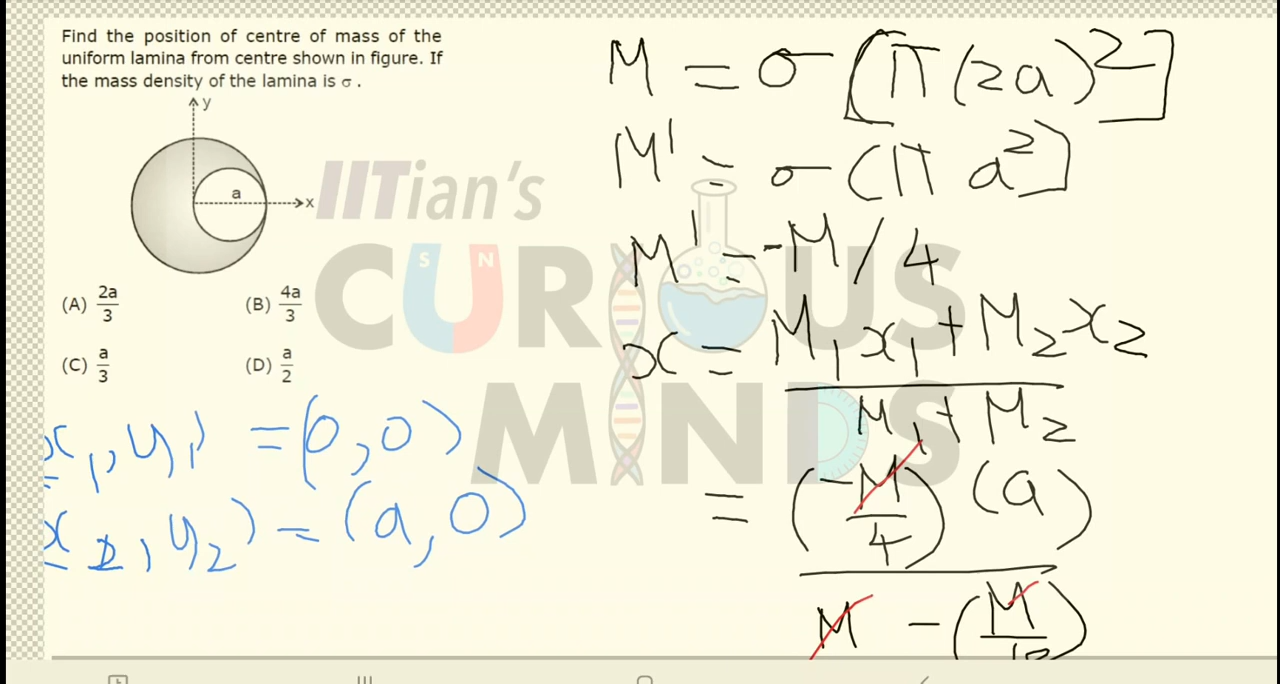 Find the position of centre of mass of the
uniform lamina from centre shown in figure. If
the mass density of the lamina is σ .
y
a
x
(A) 2a/3
(B) 4a/3
(C) a/3
(D) a/2
x₁, y₁) = (0, 0)
x₂, y₂) = (a, 0)
M = σ [π (2a)²]
M' = σ (π a²]
M' = -M / 4
x = M₁x₁ + M₂x₂
M₁ + M₂
= (-M/4) (a)
M - (M
IITian's
CURIOUS
S N
MINDS